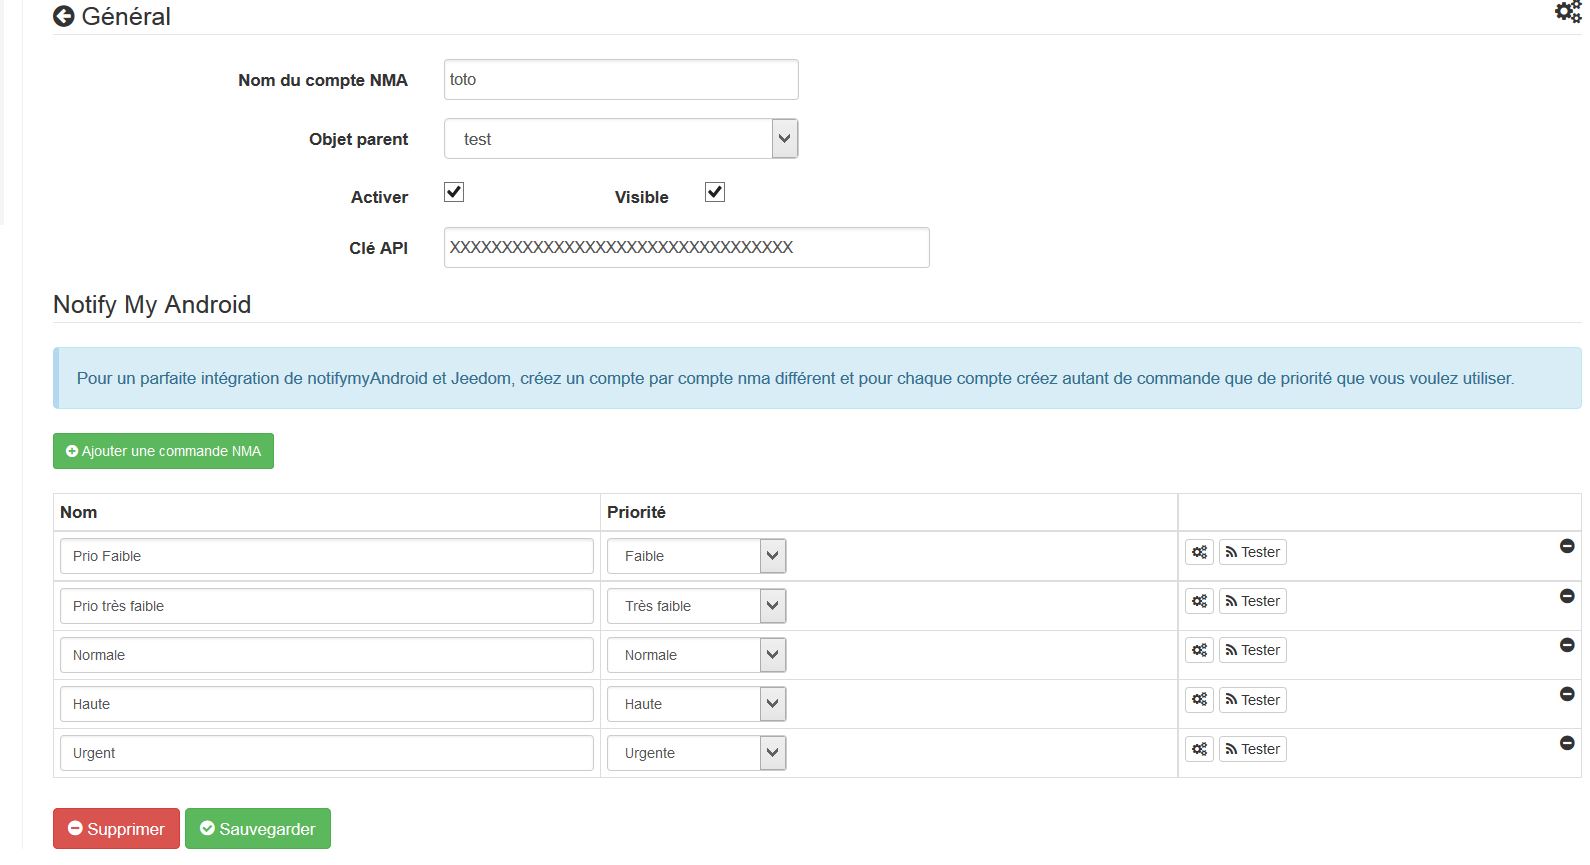 Général
Nom du compte NMA toto
Objet parent test
Activer Visible
Clé API XXXXXXXXXXXXXXXXXXXXXXXXXXXXXXXXX
Notify My Android
Pour un parfaite intégration de notifymyAndroid et Jeedom, créez un compte par compte nma différent et pour chaque compte créez autant de commande que de priorité que vous voulez utiliser.
Ajouter une commande NMA
Nom Priorité
Prio Faible Faible Tester
Prio très faible Très faible Tester
Normale Normale Tester
Haute Haute Tester
Urgent Urgente Tester
Supprimer Sauvegarder